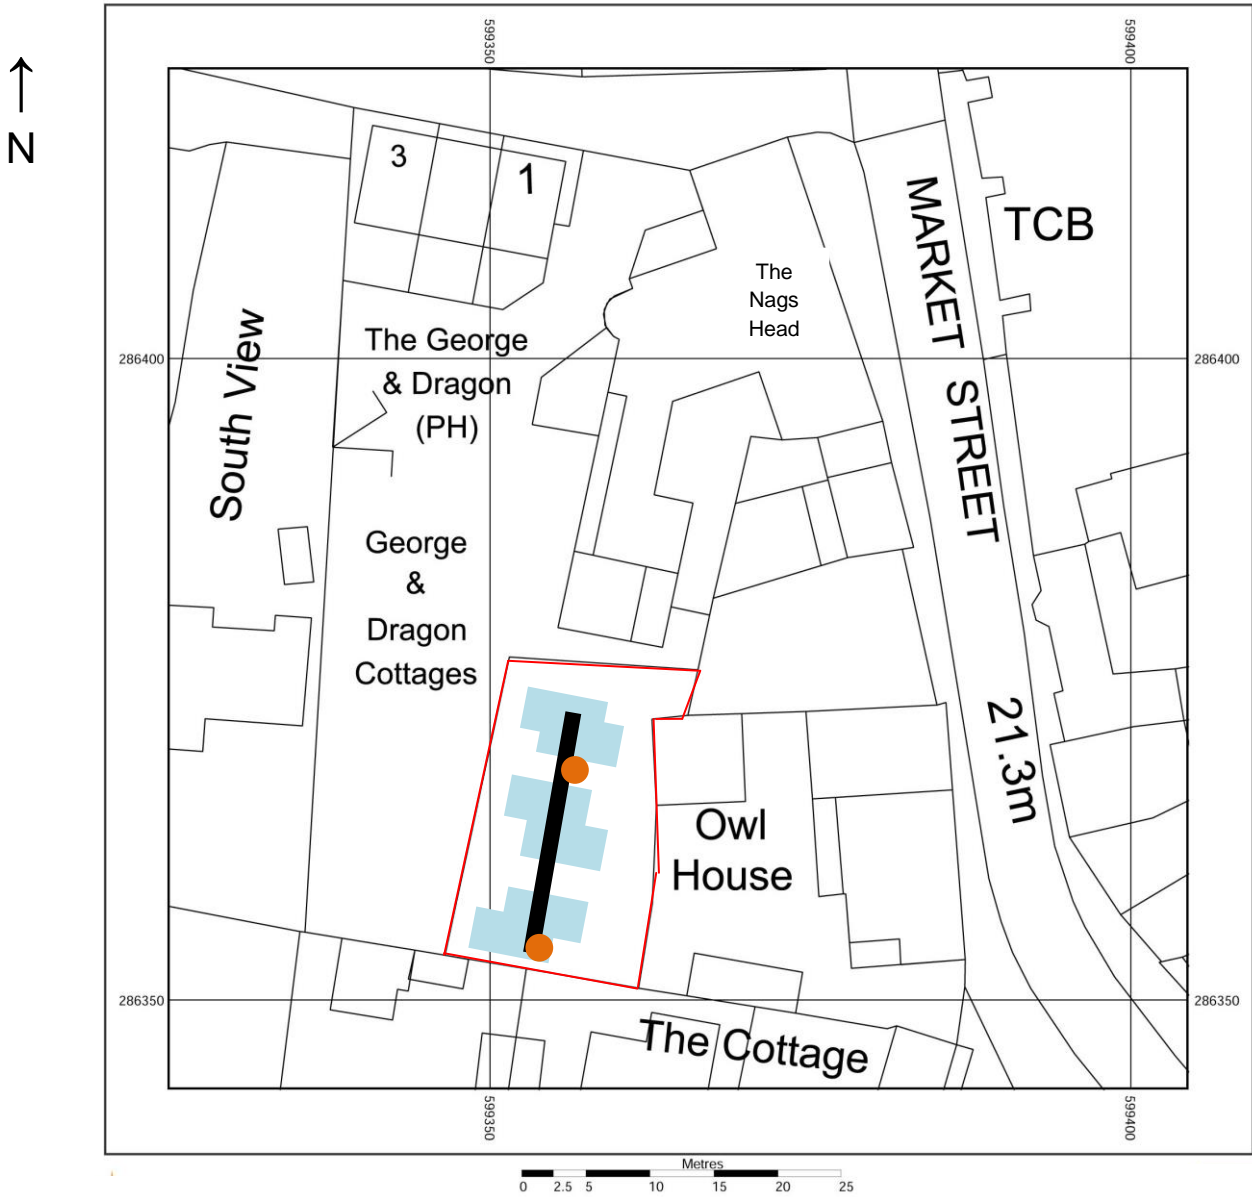 599350
599400
N
3
1
MARKET STREET
TCB
The
Nags
Head
South View
The George
& Dragon
(PH)
286400
286400
George
&
Dragon
Cottages
21.3m
Owl
House
286350
286350
The Cottage
599350
599400
Metres
0 2.5 5 10 15 20 25